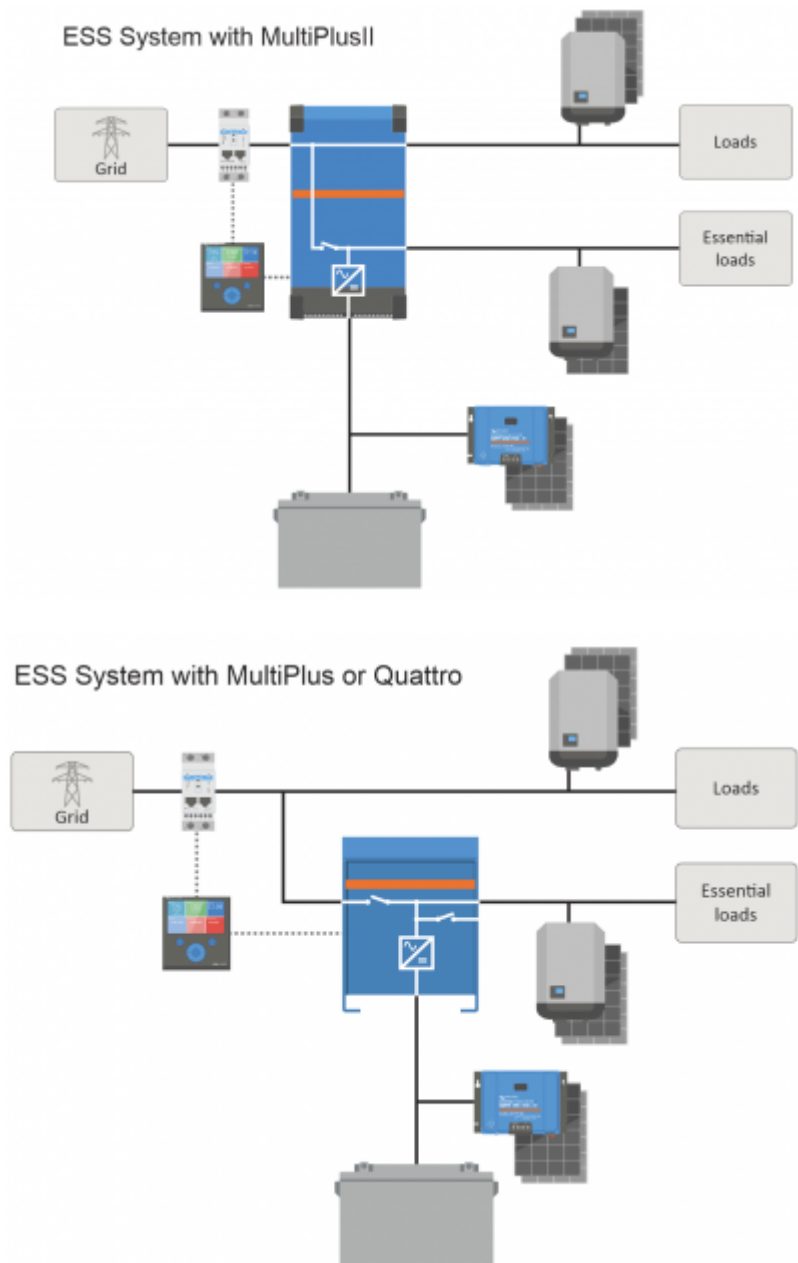 ESS System with MultiPlusII
Grid
Loads
Essential
loads
ESS System with MultiPlus or Quattro
Grid
Loads
Essential
loads